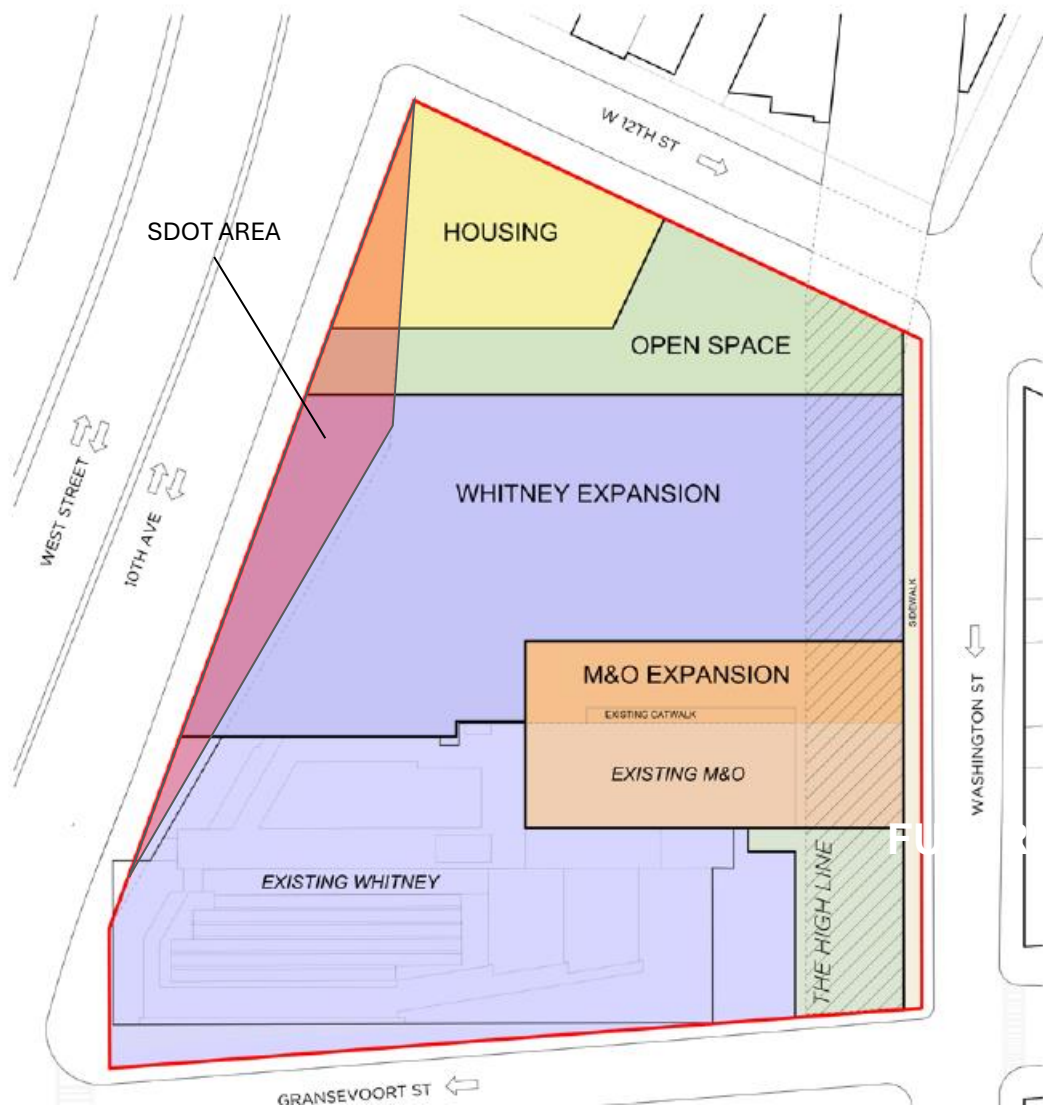 W 12TH ST
SDOT AREA
HOUSING
OPEN SPACE
WHITNEY EXPANSION
WEST STREET
10TH AVE
SIDEWALK
M&O EXPANSION
EXISTING CATWALK
EXISTING M&O
WASHINGTON ST
EXISTING WHITNEY
THE HIGH LINE
GRANSEVOORT ST